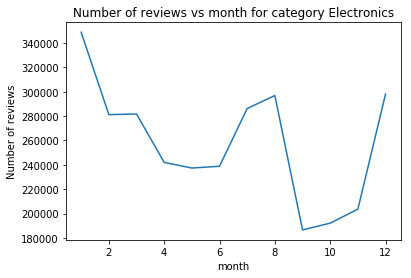 Number of reviews vs month for category Electronics
Number of reviews
340000
320000
300000
280000
260000
240000
220000
200000
180000
2 4 6 8 10 12
month